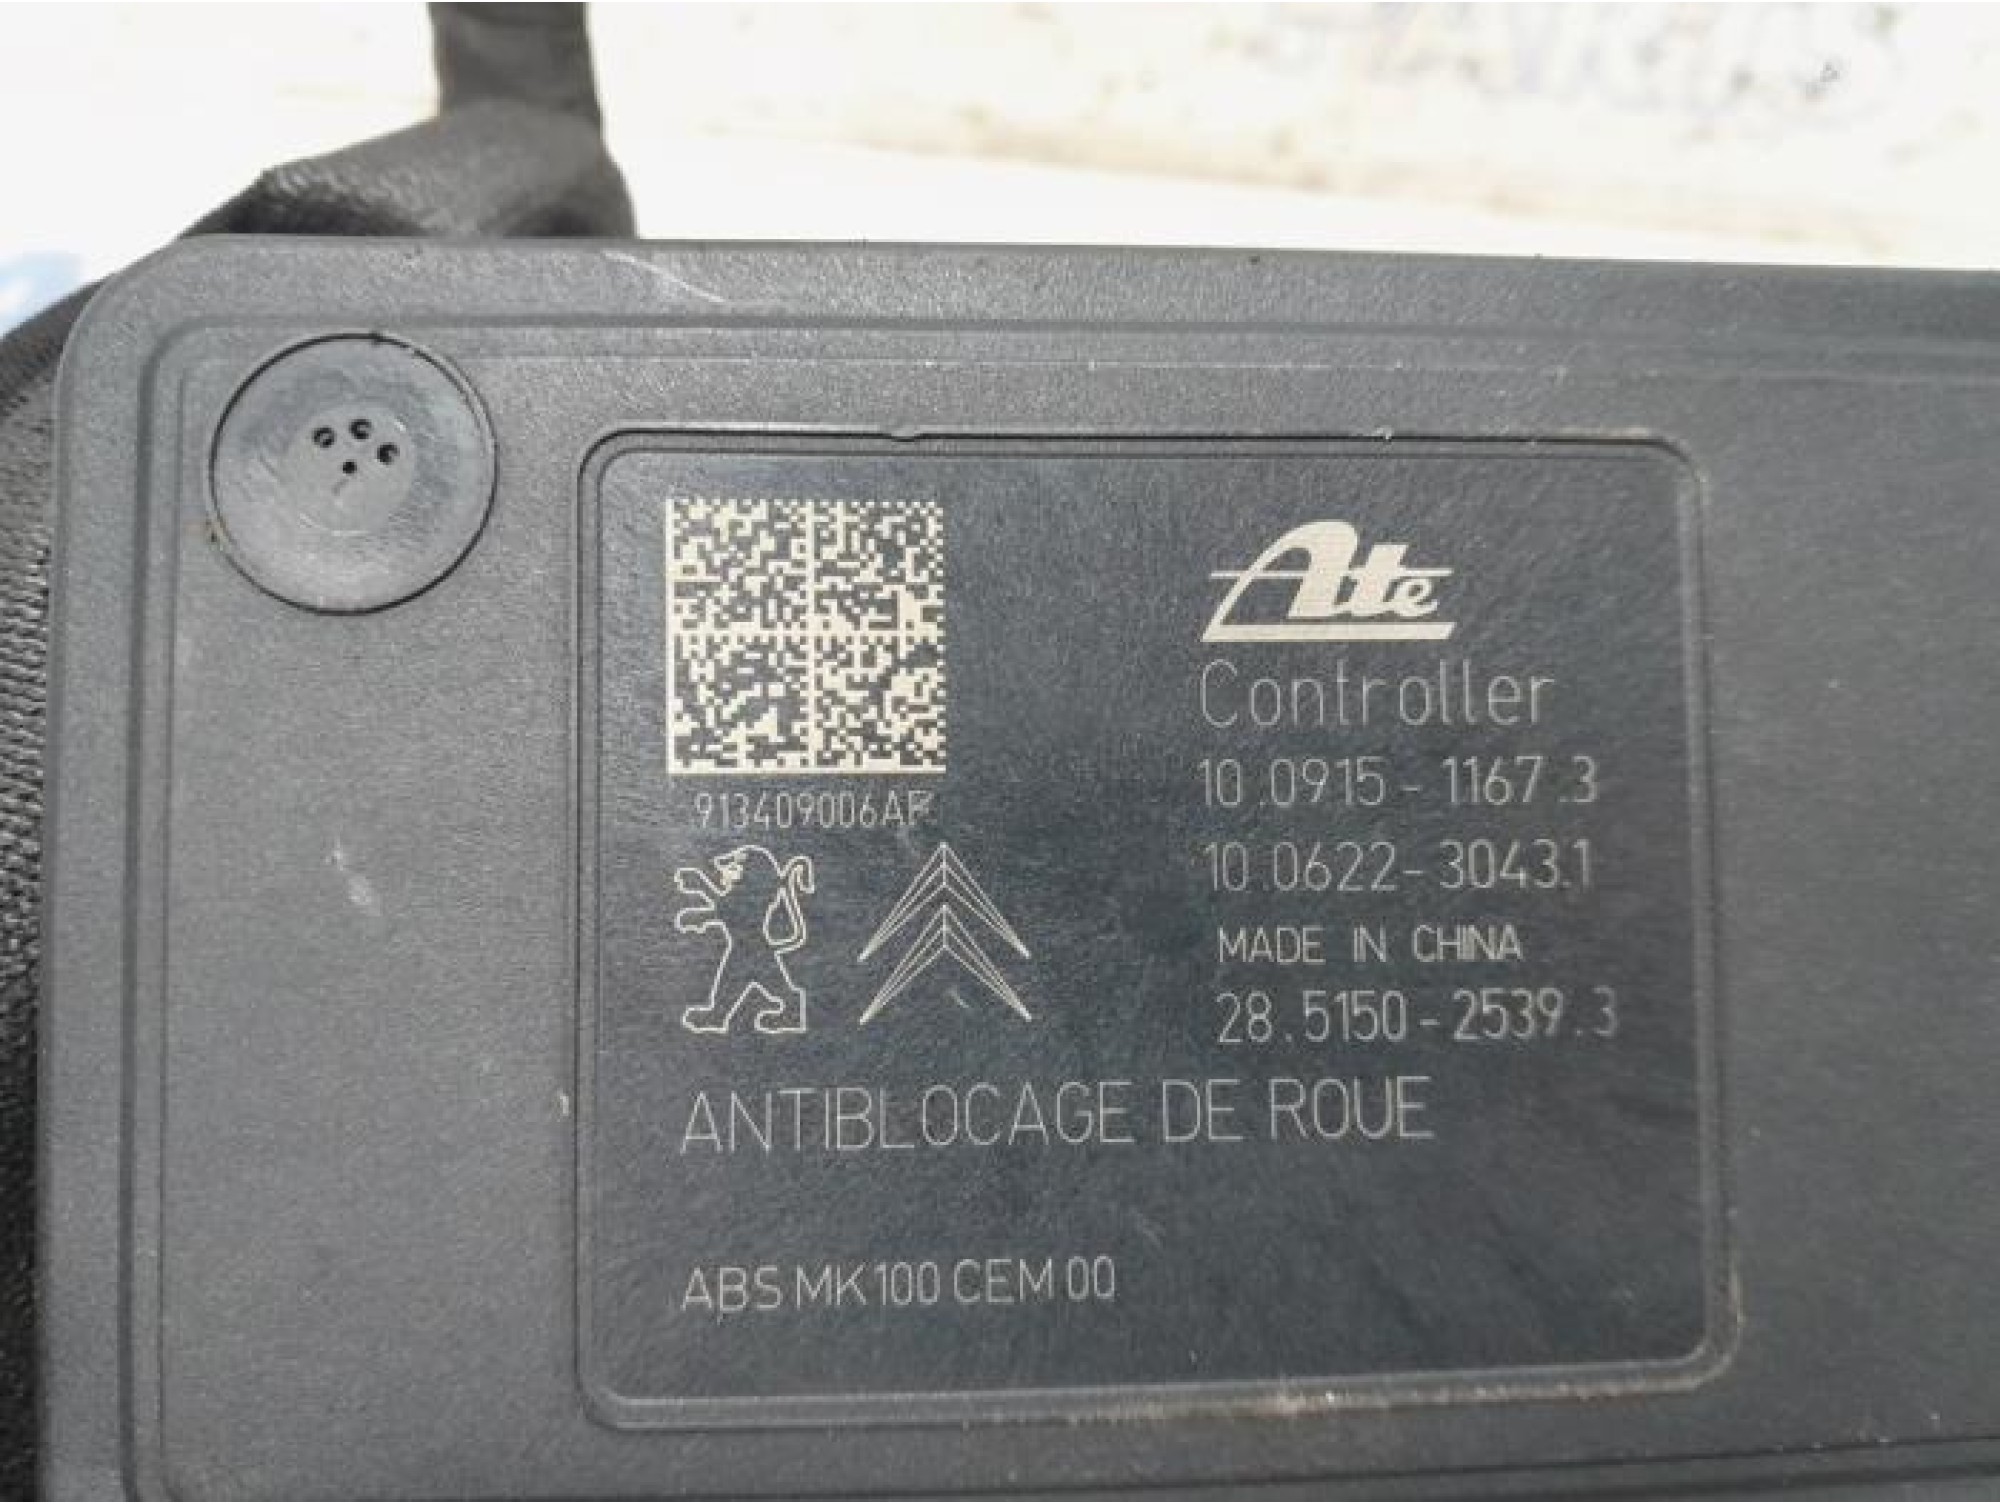 Ate
Controller
10.0915-1167.3
10.0622-3043.1
MADE IN CHINA
28.5150-2539.3
ANTIBLOCAGE DE ROUE
ABS MK100 CEM 00